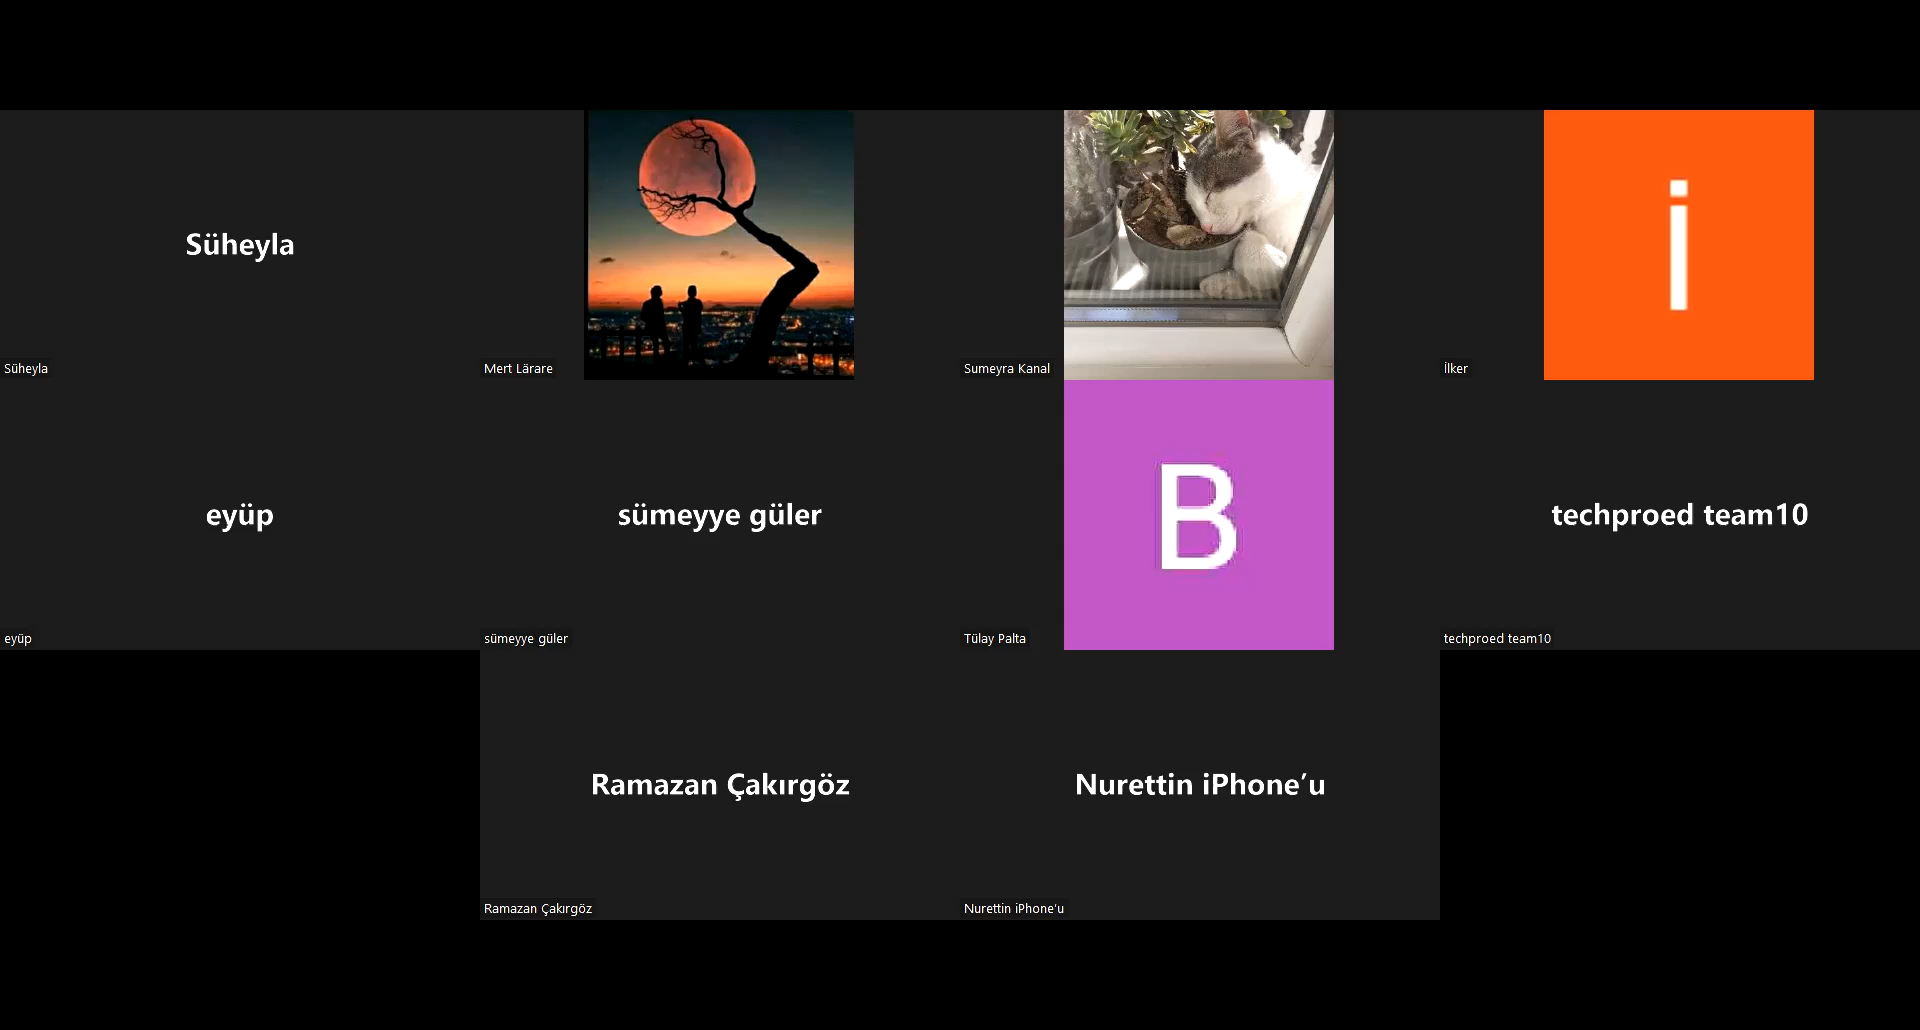 Süheyla
Süheyla
Mert Lärare
Sumeyra Kanal
i
İlker
eyüp
eyüp
sümeyye güler
sümeyye güler
B
Tülay Palta
techproed team10
techproed team10
Ramazan Çakırgöz
Ramazan Çakırgöz
Nurettin iPhone’u
Nurettin iPhone’u